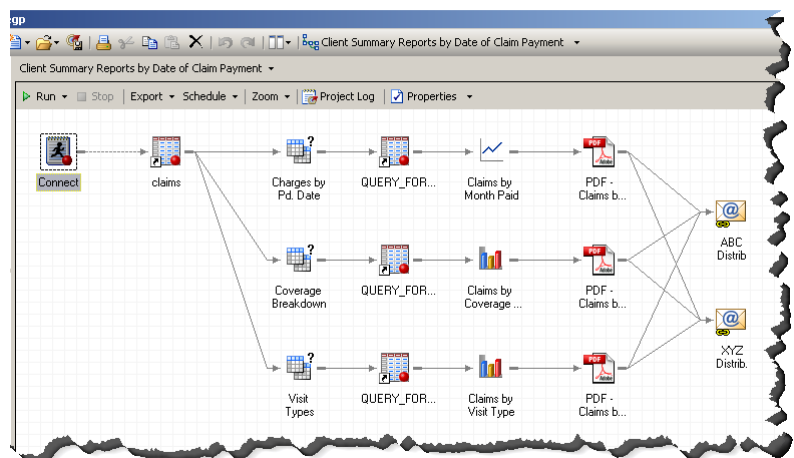 egp
Client Summary Reports by Date of Claim Payment
Client Summary Reports by Date of Claim Payment
Run Stop Export Schedule Zoom Project Log Properties
Connect
claims
Charges by
Pd. Date
QUERY_FOR...
Claims by
Month Paid
PDF -
Claims b...
ABC
Distrib
Coverage
Breakdown
QUERY_FOR...
Claims by
Coverage ...
PDF -
Claims b...
XYZ
Distrib.
Visit
Types
QUERY_FOR...
Claims by
Visit Type
PDF -
Claims b...